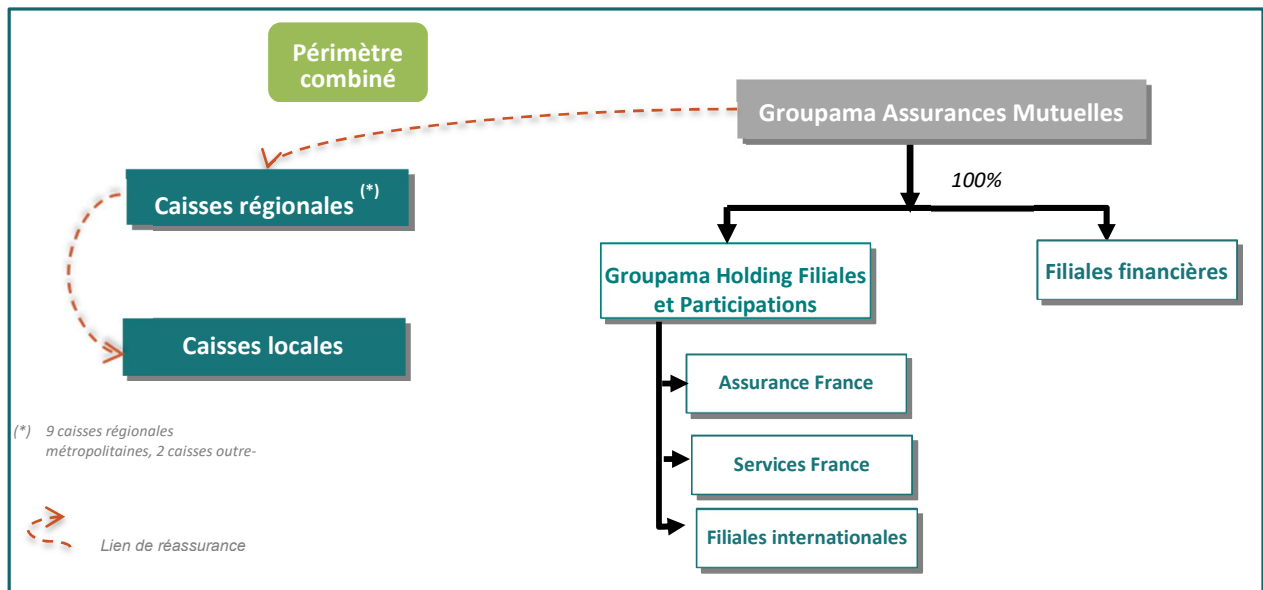 Périmètre
combiné
Groupama Assurances Mutuelles
100%
Caisses régionales (*)
Groupama Holding Filiales
et Participations
Filiales financières
Caisses locales
Assurance France
(*) 9 caisses régionales
métropolitaines, 2 caisses outre-
Services France
Filiales internationales
Lien de réassurance